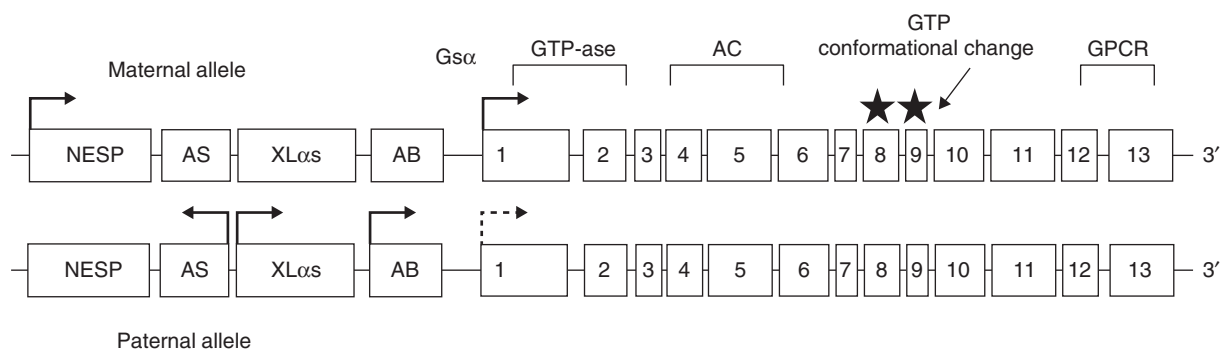 GTP
conformational change
Gsα GTP-ase AC GPCR
Maternal allele
NESP AS XLαs AB 1 2 3 4 5 6 7 8 9 10 11 12 13 3′
NESP AS XLαs AB 1 2 3 4 5 6 7 8 9 10 11 12 13 3′
Paternal allele